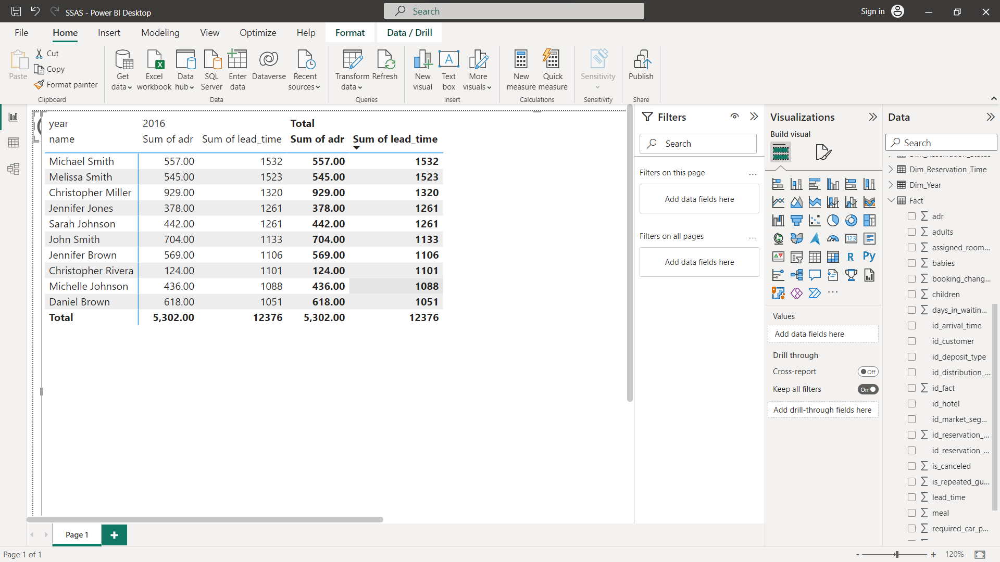 SSAS - Power BI Desktop
Search
Sign in
File
Home
Insert
Modeling
View
Optimize
Help
Format
Data / Drill
Paste
Cut
Copy
Format painter
Clipboard
Get data
Excel workbook
Data hub
SQL Server
Enter data
Dataverse
Recent sources
Data
Transform data
Refresh
Queries
New visual
Text box
More visuals
Insert
New measure
Quick measure
Calculations
Sensitivity
Sensitivity
Publish
Share
year 2016 Total
name Sum of adr Sum of lead_time Sum of adr Sum of lead_time
Michael Smith 557.00 1532 557.00 1532
Melissa Smith 545.00 1523 545.00 1523
Christopher Miller 929.00 1320 929.00 1320
Jennifer Jones 378.00 1261 378.00 1261
Sarah Johnson 442.00 1261 442.00 1261
John Smith 704.00 1133 704.00 1133
Jennifer Brown 569.00 1106 569.00 1106
Christopher Rivera 124.00 1101 124.00 1101
Michelle Johnson 436.00 1088 436.00 1088
Daniel Brown 618.00 1051 618.00 1051
Total 5,302.00 12376 5,302.00 12376
Filters
Search
Filters on this page ...
Add data fields here
Filters on all pages ...
Add data fields here
Visualizations
Build visual
123
R
Py
...
Values
Add data fields here
Drill through
Cross-report Off
Keep all filters On
Add drill-through fields here
Data
Search
Dim_Reservation_Time
Dim_Year
Fact
adr
adults
assigned_room...
babies
booking_chang...
children
days_in_waitin...
id_arrival_time
id_customer
id_deposit_type
id_distribution_...
id_fact
id_hotel
id_market_seg...
id_reservation_...
id_reservation_...
is_canceled
is_repeated_gu...
lead_time
meal
required_car_p...
Page 1
Page 1 of 1
120%